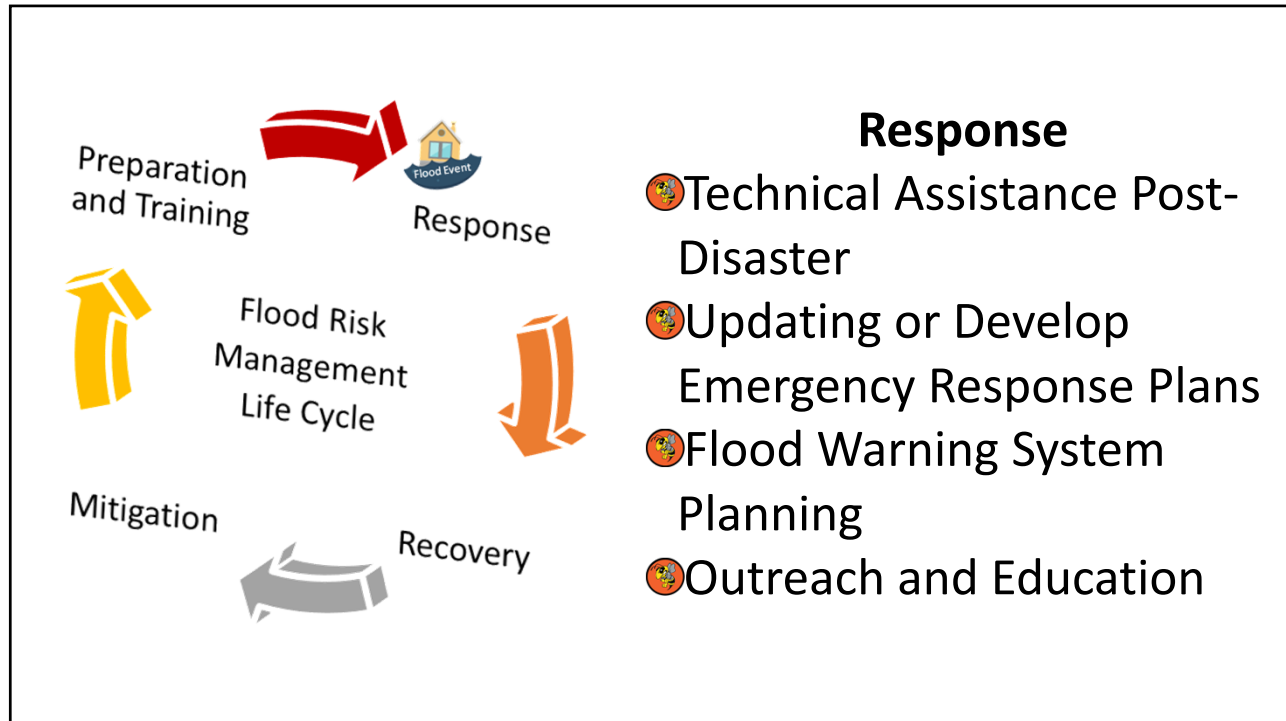 Preparation
and Training
Flood Event
Response
Flood Risk
Management
Life Cycle
Mitigation
Recovery
Response
Technical Assistance Post-
Disaster
Updating or Develop
Emergency Response Plans
Flood Warning System
Planning
Outreach and Education